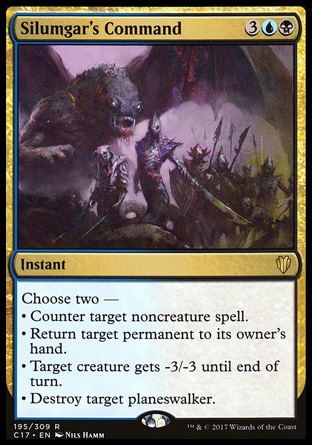 Silumgar's Command 3
Instant
Choose two —
• Counter target noncreature spell.
• Return target permanent to its owner's
hand.
• Target creature gets -3/-3 until end of
turn.
• Destroy target planeswalker.
195/309 R
C17 • EN Nils Hamm
™ & © 2017 Wizards of the Coast